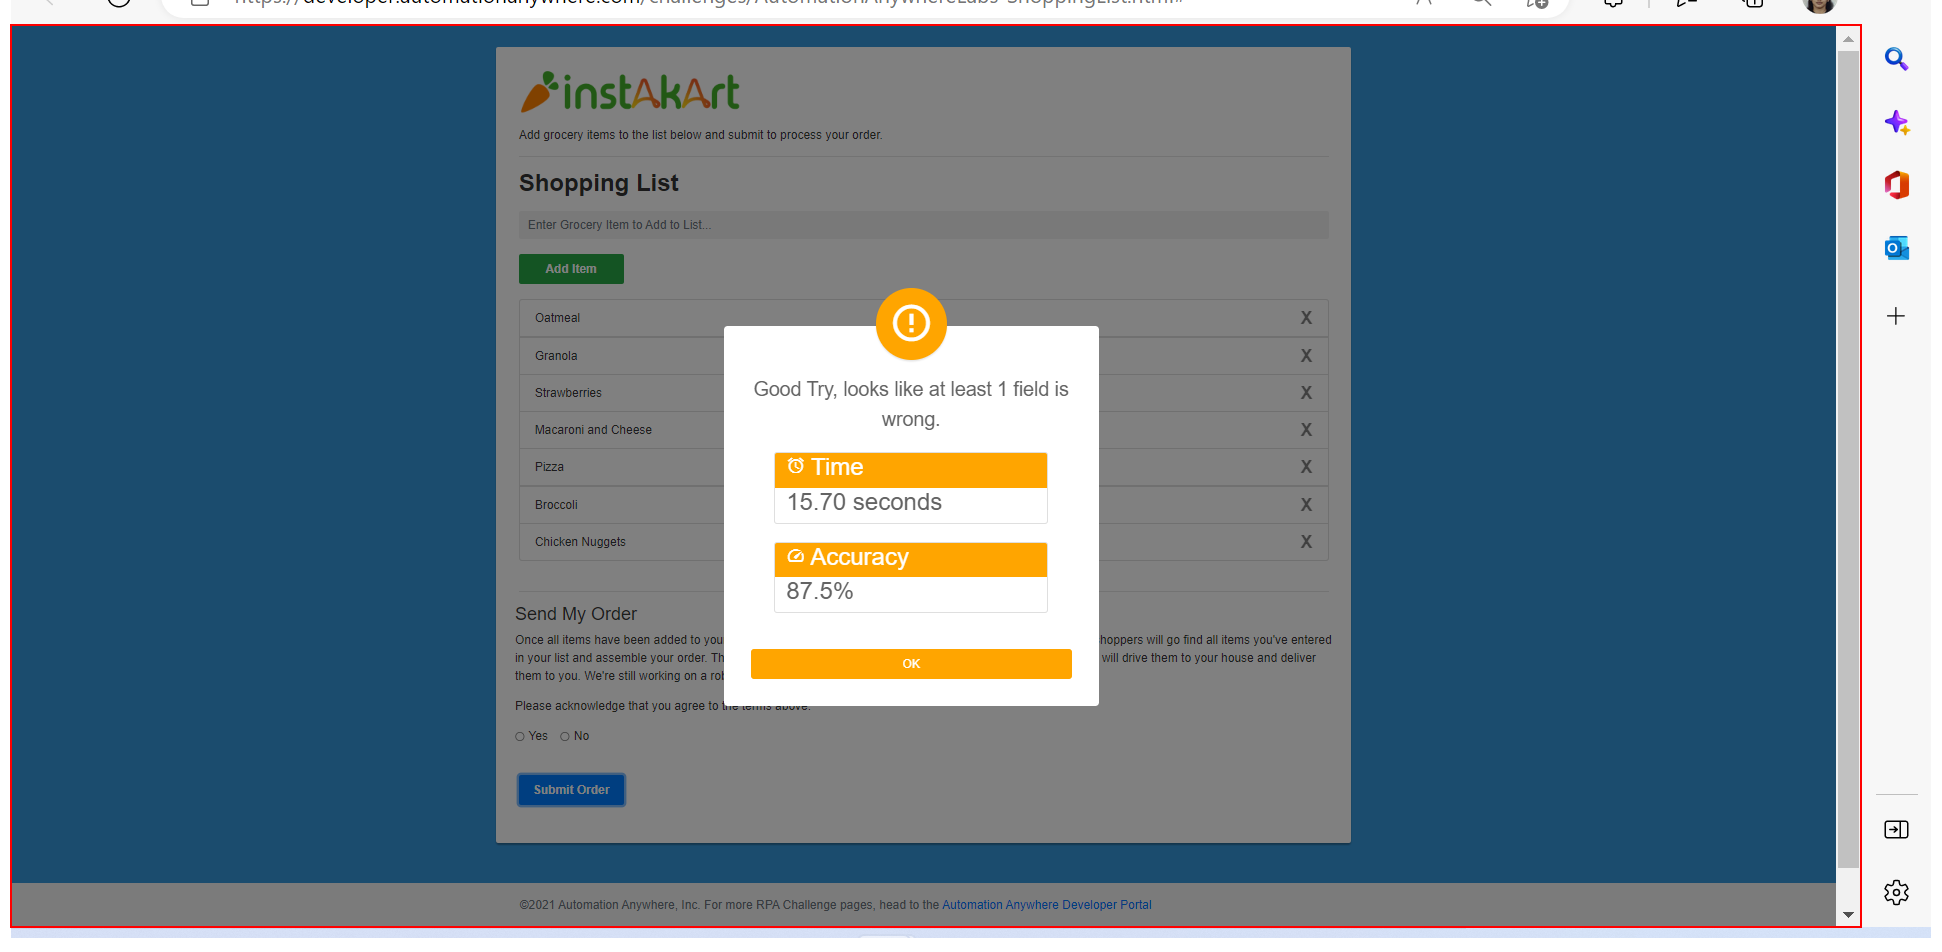 https://developer.automationanywhere.com/challenges/AutomationAnywhereLabs-ShoppingList.html#
instAkArt
Add grocery items to the list below and submit to process your order.
Shopping List
Enter Grocery Item to Add to List...
Add Item
Oatmeal X
Granola X
Strawberries X
Macaroni and Cheese X
Pizza X
Broccoli X
Chicken Nuggets X
Good Try, looks like at least 1 field is
wrong.
Time
15.70 seconds
Accuracy
87.5%
OK
Send My Order
Once all items have been added to you hoppers will go find all items you've entered
in your list and assemble your order. Th will drive them to your house and deliver
them to you. We're still working on a ro
Please acknowledge that you agree to the terms above.
Yes No
Submit Order
©2021 Automation Anywhere, Inc. For more RPA Challenge pages, head to the Automation Anywhere Developer Portal